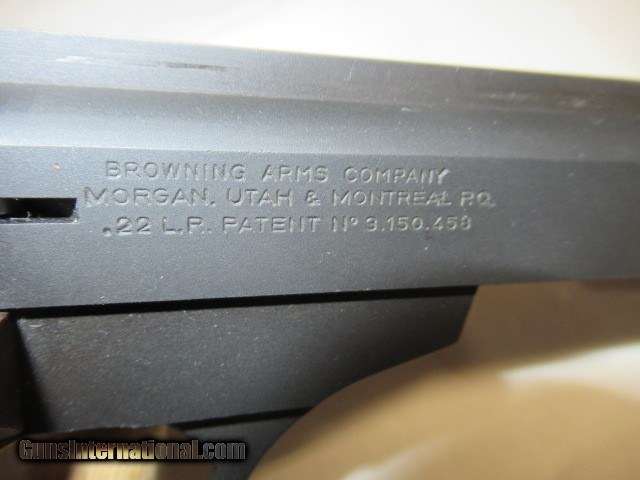 BROWNING ARMS COMPANY
MORGAN, UTAH & MONTREAL P.Q.
.22 L.R. PATENT Nº 3.150.458
GunsInternational.com